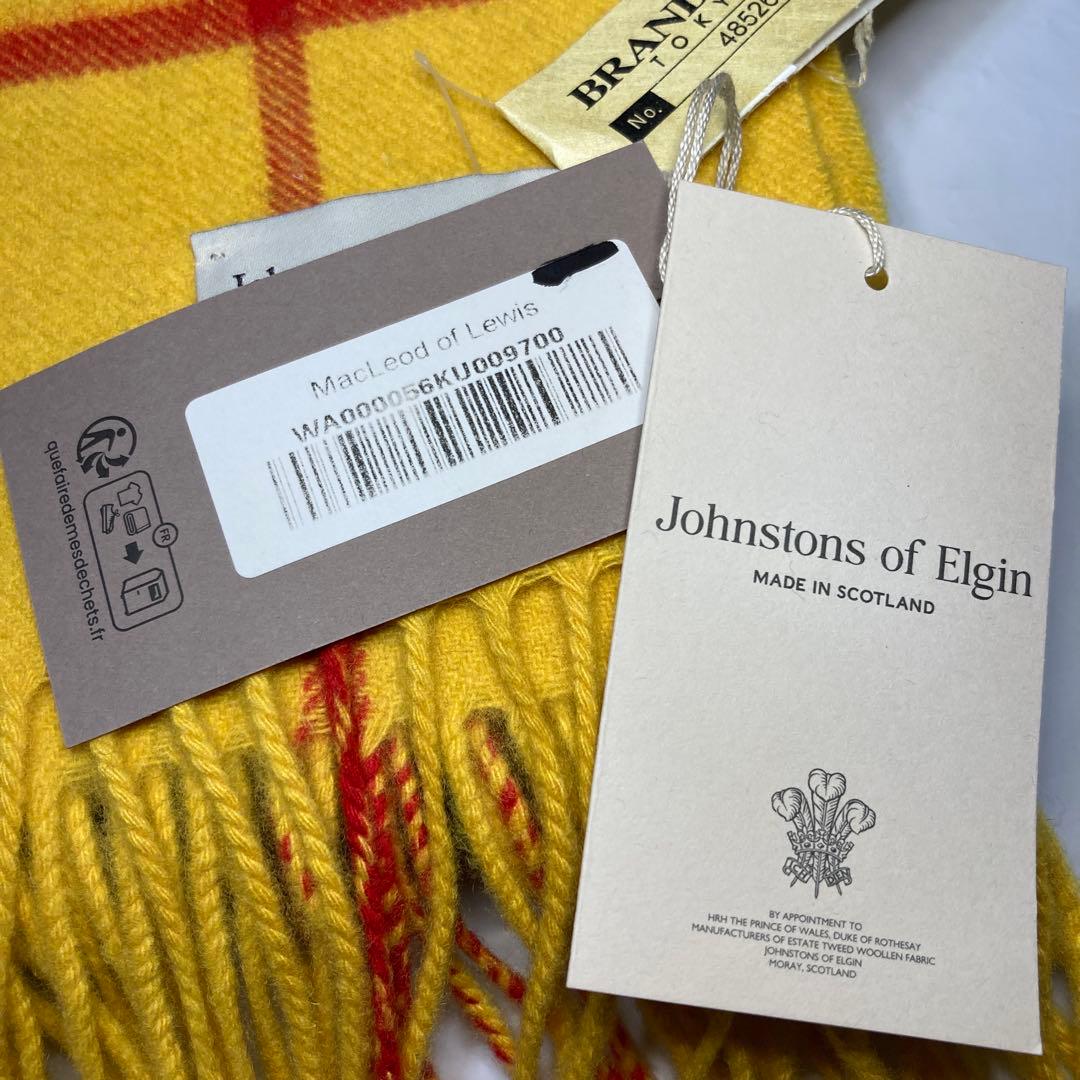 BRAND
TOKY
No.
48526
MacLeod of Lewis
WA000056KU009700
quefairedemesdechets.fr
FR
Johnstons of Elgin
MADE IN SCOTLAND
BY APPOINTMENT TO
HRH THE PRINCE OF WALES, DUKE OF ROTHESAY
MANUFACTURERS OF ESTATE TWEED WOOLLEN FABRIC
JOHNSTONS OF ELGIN
MORAY, SCOTLAND